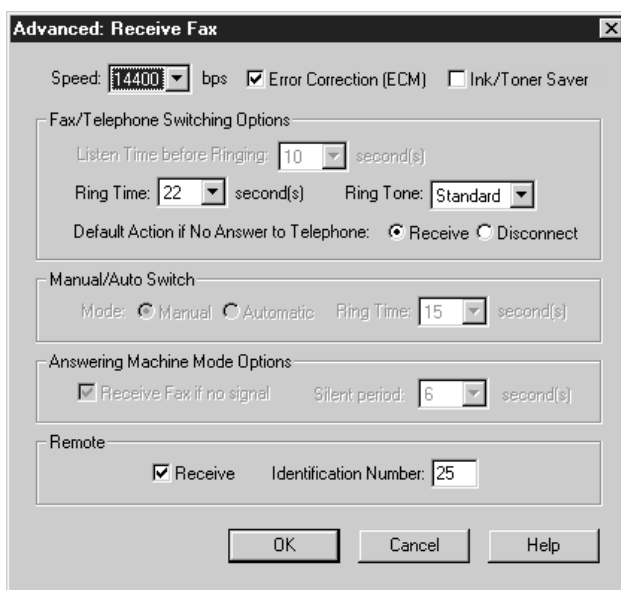 Advanced: Receive Fax
Speed: 14400 bps Error Correction (ECM) Ink/Toner Saver
Fax/Telephone Switching Options
Listen Time before Ringing: 10 second(s)
Ring Time: 22 second(s) Ring Tone: Standard
Default Action if No Answer to Telephone: Receive Disconnect
Manual/Auto Switch
Mode: Manual Automatic Ring Time: 15 second(s)
Answering Machine Mode Options
Receive Fax if no signal Silent period: 6 second(s)
Remote
Receive Identification Number: 25
OK Cancel Help